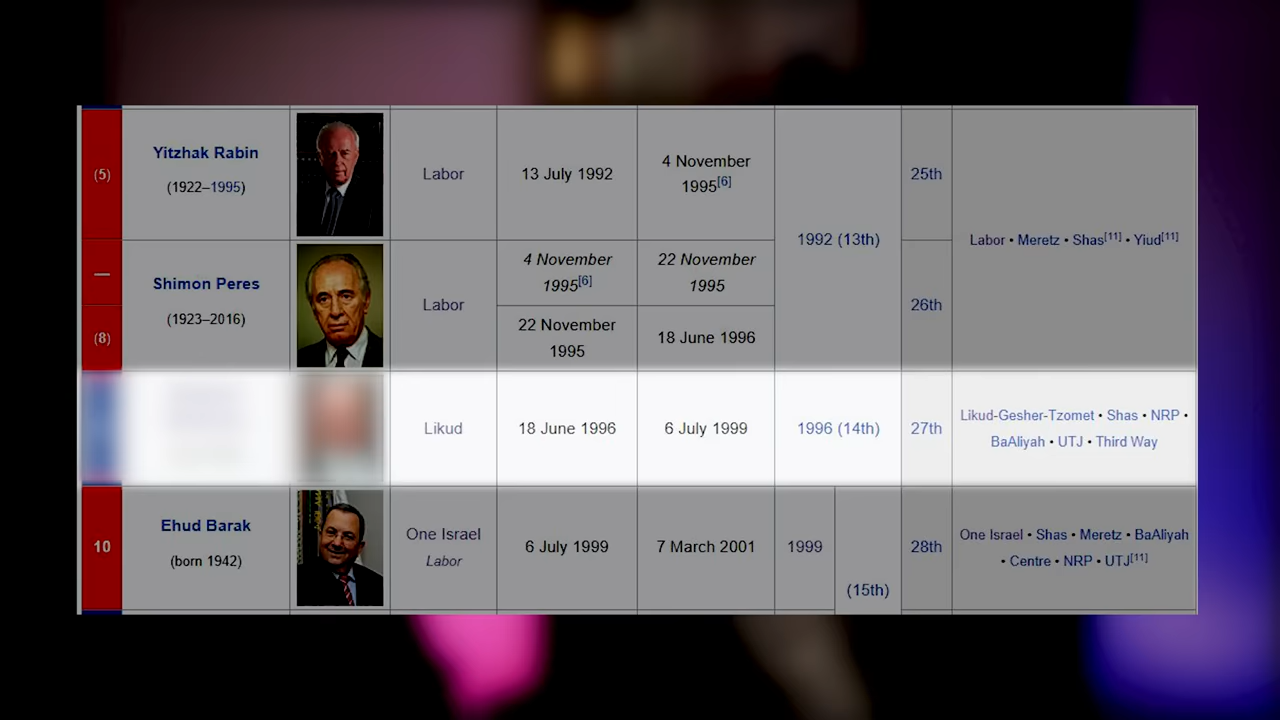 (5)
Yitzhak Rabin
(1922–1995)
Labor
13 July 1992
4 November
1995[6]
1992 (13th)
25th
Labor • Meretz • Shas[11] • Yiud[11]
—
(8)
Shimon Peres
(1923–2016)
Labor
4 November
1995[6]
22 November
1995
22 November
1995
18 June 1996
26th
Likud
18 June 1996
6 July 1999
1996 (14th)
27th
Likud-Gesher-Tzomet • Shas • NRP •
BaAliyah • UTJ • Third Way
10
Ehud Barak
(born 1942)
One Israel
Labor
6 July 1999
7 March 2001
1999
(15th)
28th
One Israel • Shas • Meretz • BaAliyah
• Centre • NRP • UTJ[11]